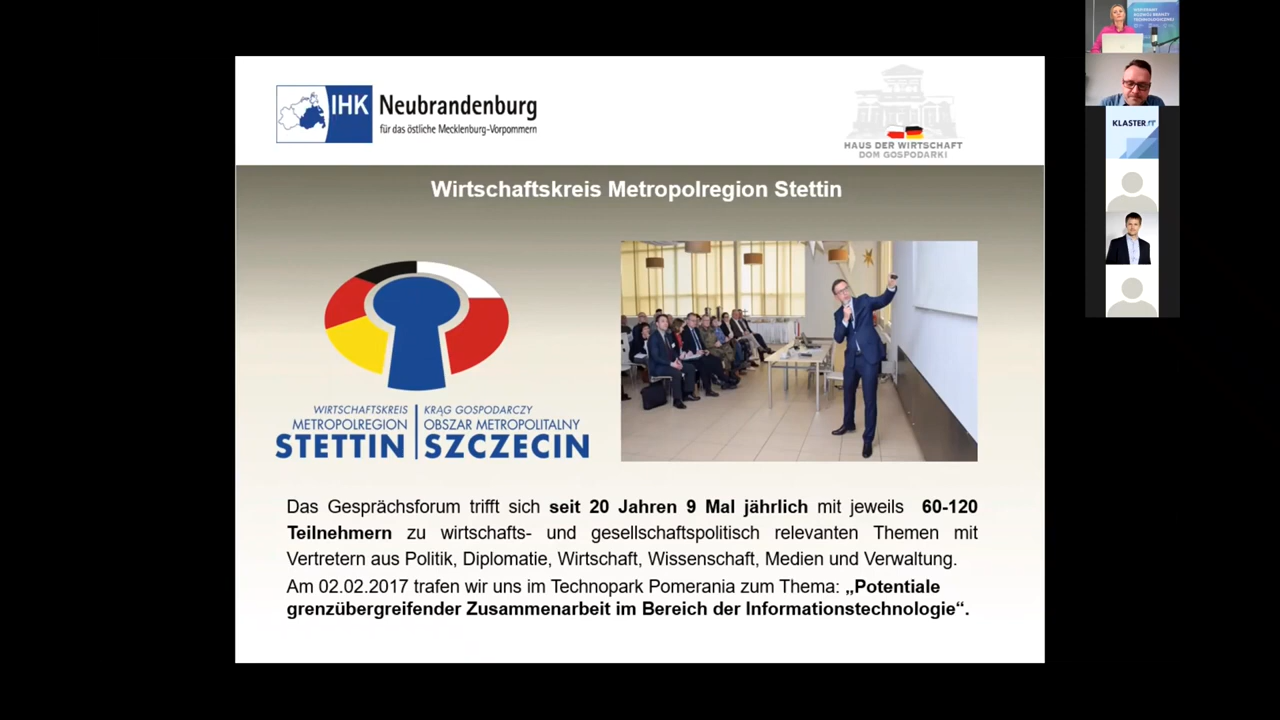 IHK Neubrandenburg
für das östliche Mecklenburg-Vorpommern
HAUS DER WIRTSCHAFT
DOM GOSPODARKI
KLASTER.IT
Wirtschaftskreis Metropolregion Stettin
WIRTSCHAFTSKREIS
METROPOLREGION
STETTIN
KRĄG GOSPODARCZY
OBSZAR METROPOLITALNY
SZCZECIN
Das Gesprächsforum trifft sich seit 20 Jahren 9 Mal jährlich mit jeweils 60-120
Teilnehmern zu wirtschafts- und gesellschaftspolitisch relevanten Themen mit
Vertretern aus Politik, Diplomatie, Wirtschaft, Wissenschaft, Medien und Verwaltung.
Am 02.02.2017 trafen wir uns im Technopark Pomerania zum Thema: „Potentiale
grenzübergreifender Zusammenarbeit im Bereich der Informationstechnologie“.